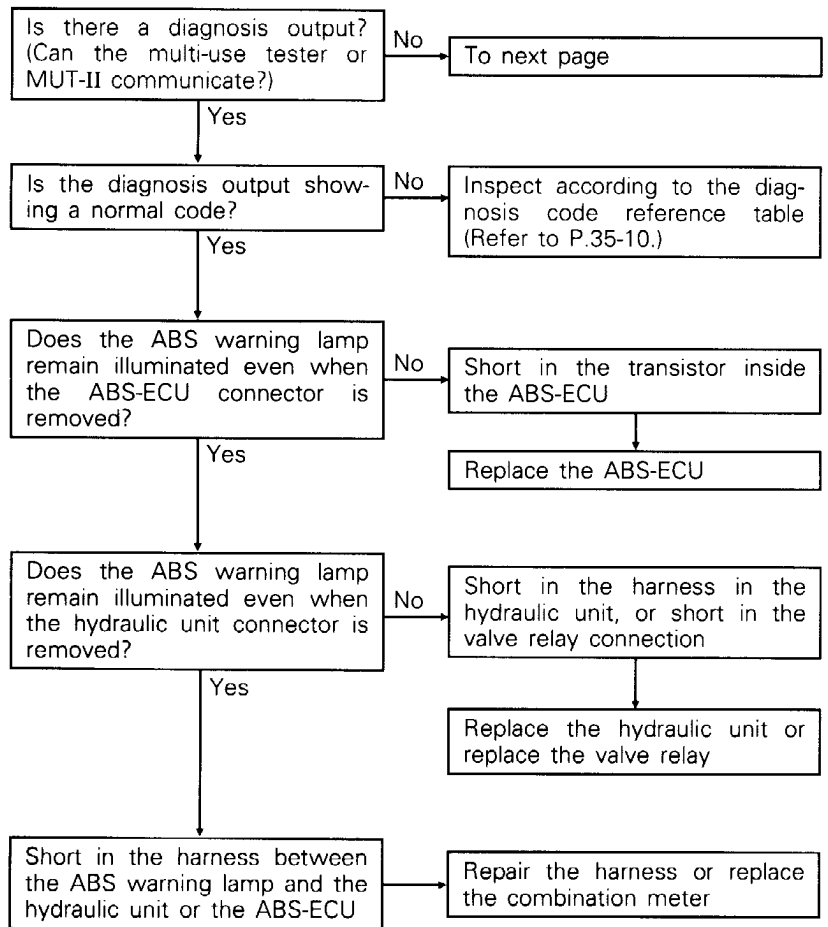 Is there a diagnosis output?
(Can the multi-use tester or
MUT-II communicate?)
No
To next page
Yes
Is the diagnosis output show-
ing a normal code?
No
Inspect according to the diag-
nosis code reference table
(Refer to P.35-10.)
Yes
Does the ABS warning lamp
remain illuminated even when
the ABS-ECU connector is
removed?
No
Short in the transistor inside
the ABS-ECU
Replace the ABS-ECU
Yes
Does the ABS warning lamp
remain illuminated even when
the hydraulic unit connector is
removed?
No
Short in the harness in the
hydraulic unit, or short in the
valve relay connection
Replace the hydraulic unit or
replace the valve relay
Yes
Short in the harness between
the ABS warning lamp and the
hydraulic unit or the ABS-ECU
Repair the harness or replace
the combination meter